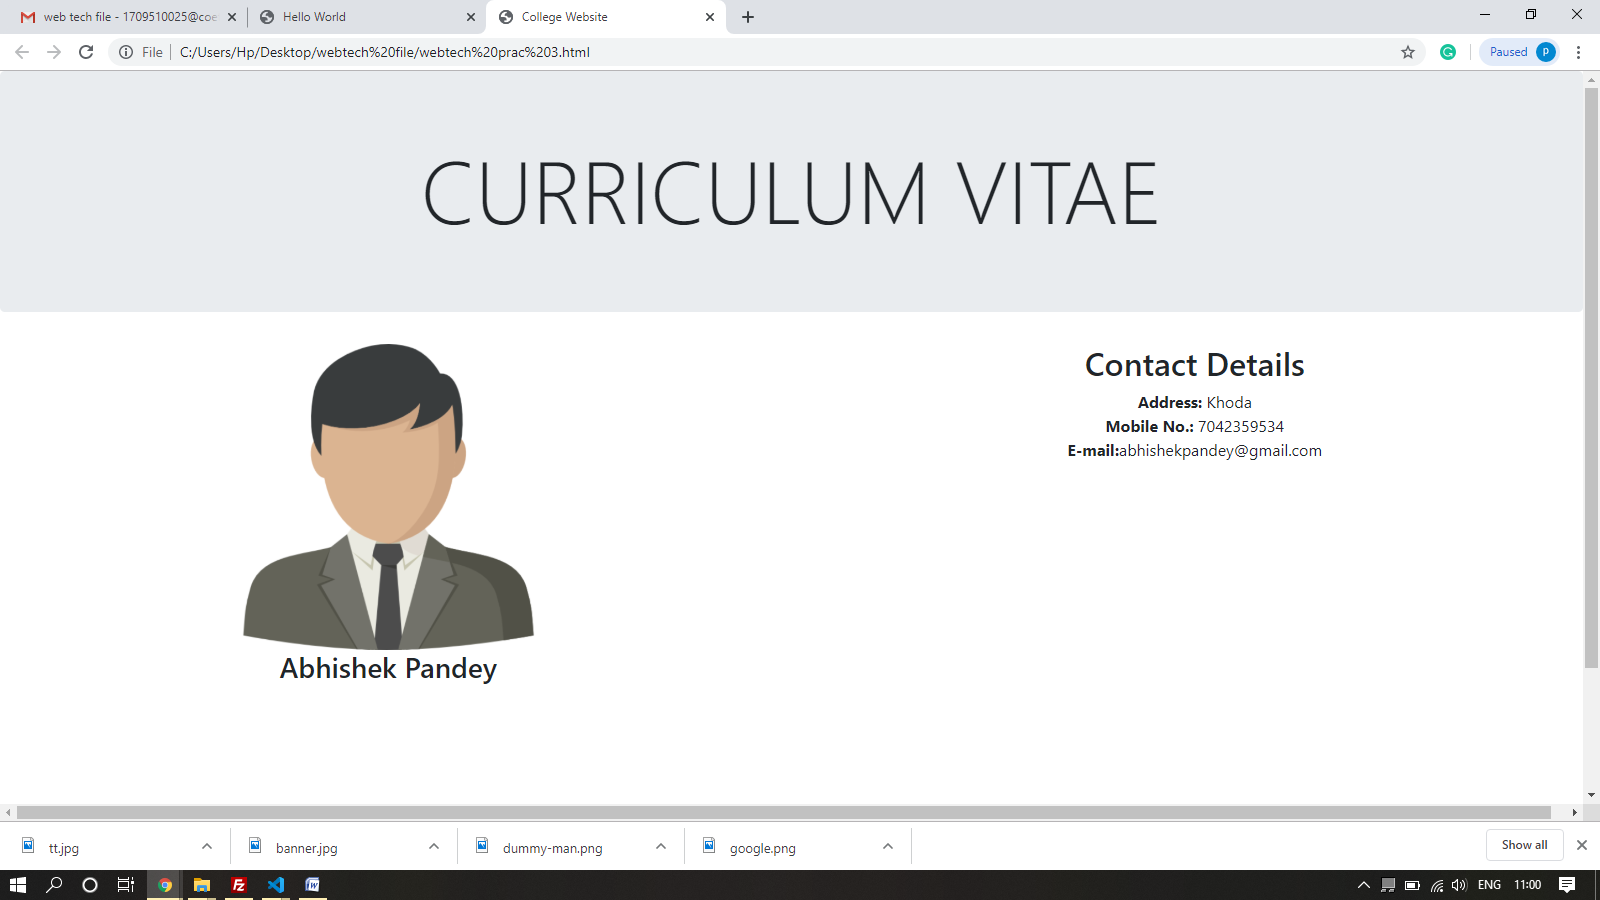 web tech file - 1709510025@coe
Hello World
College Website
File
C:/Users/Hp/Desktop/webtech%20file/webtech%20prac%203.html
Paused
P
CURRICULUM VITAE
Abhishek Pandey
Contact Details
Address: Khoda
Mobile No.: 7042359534
E-mail:abhishekpandey@gmail.com
tt.jpg
banner.jpg
dummy-man.png
google.png
Show all
ENG
11:00